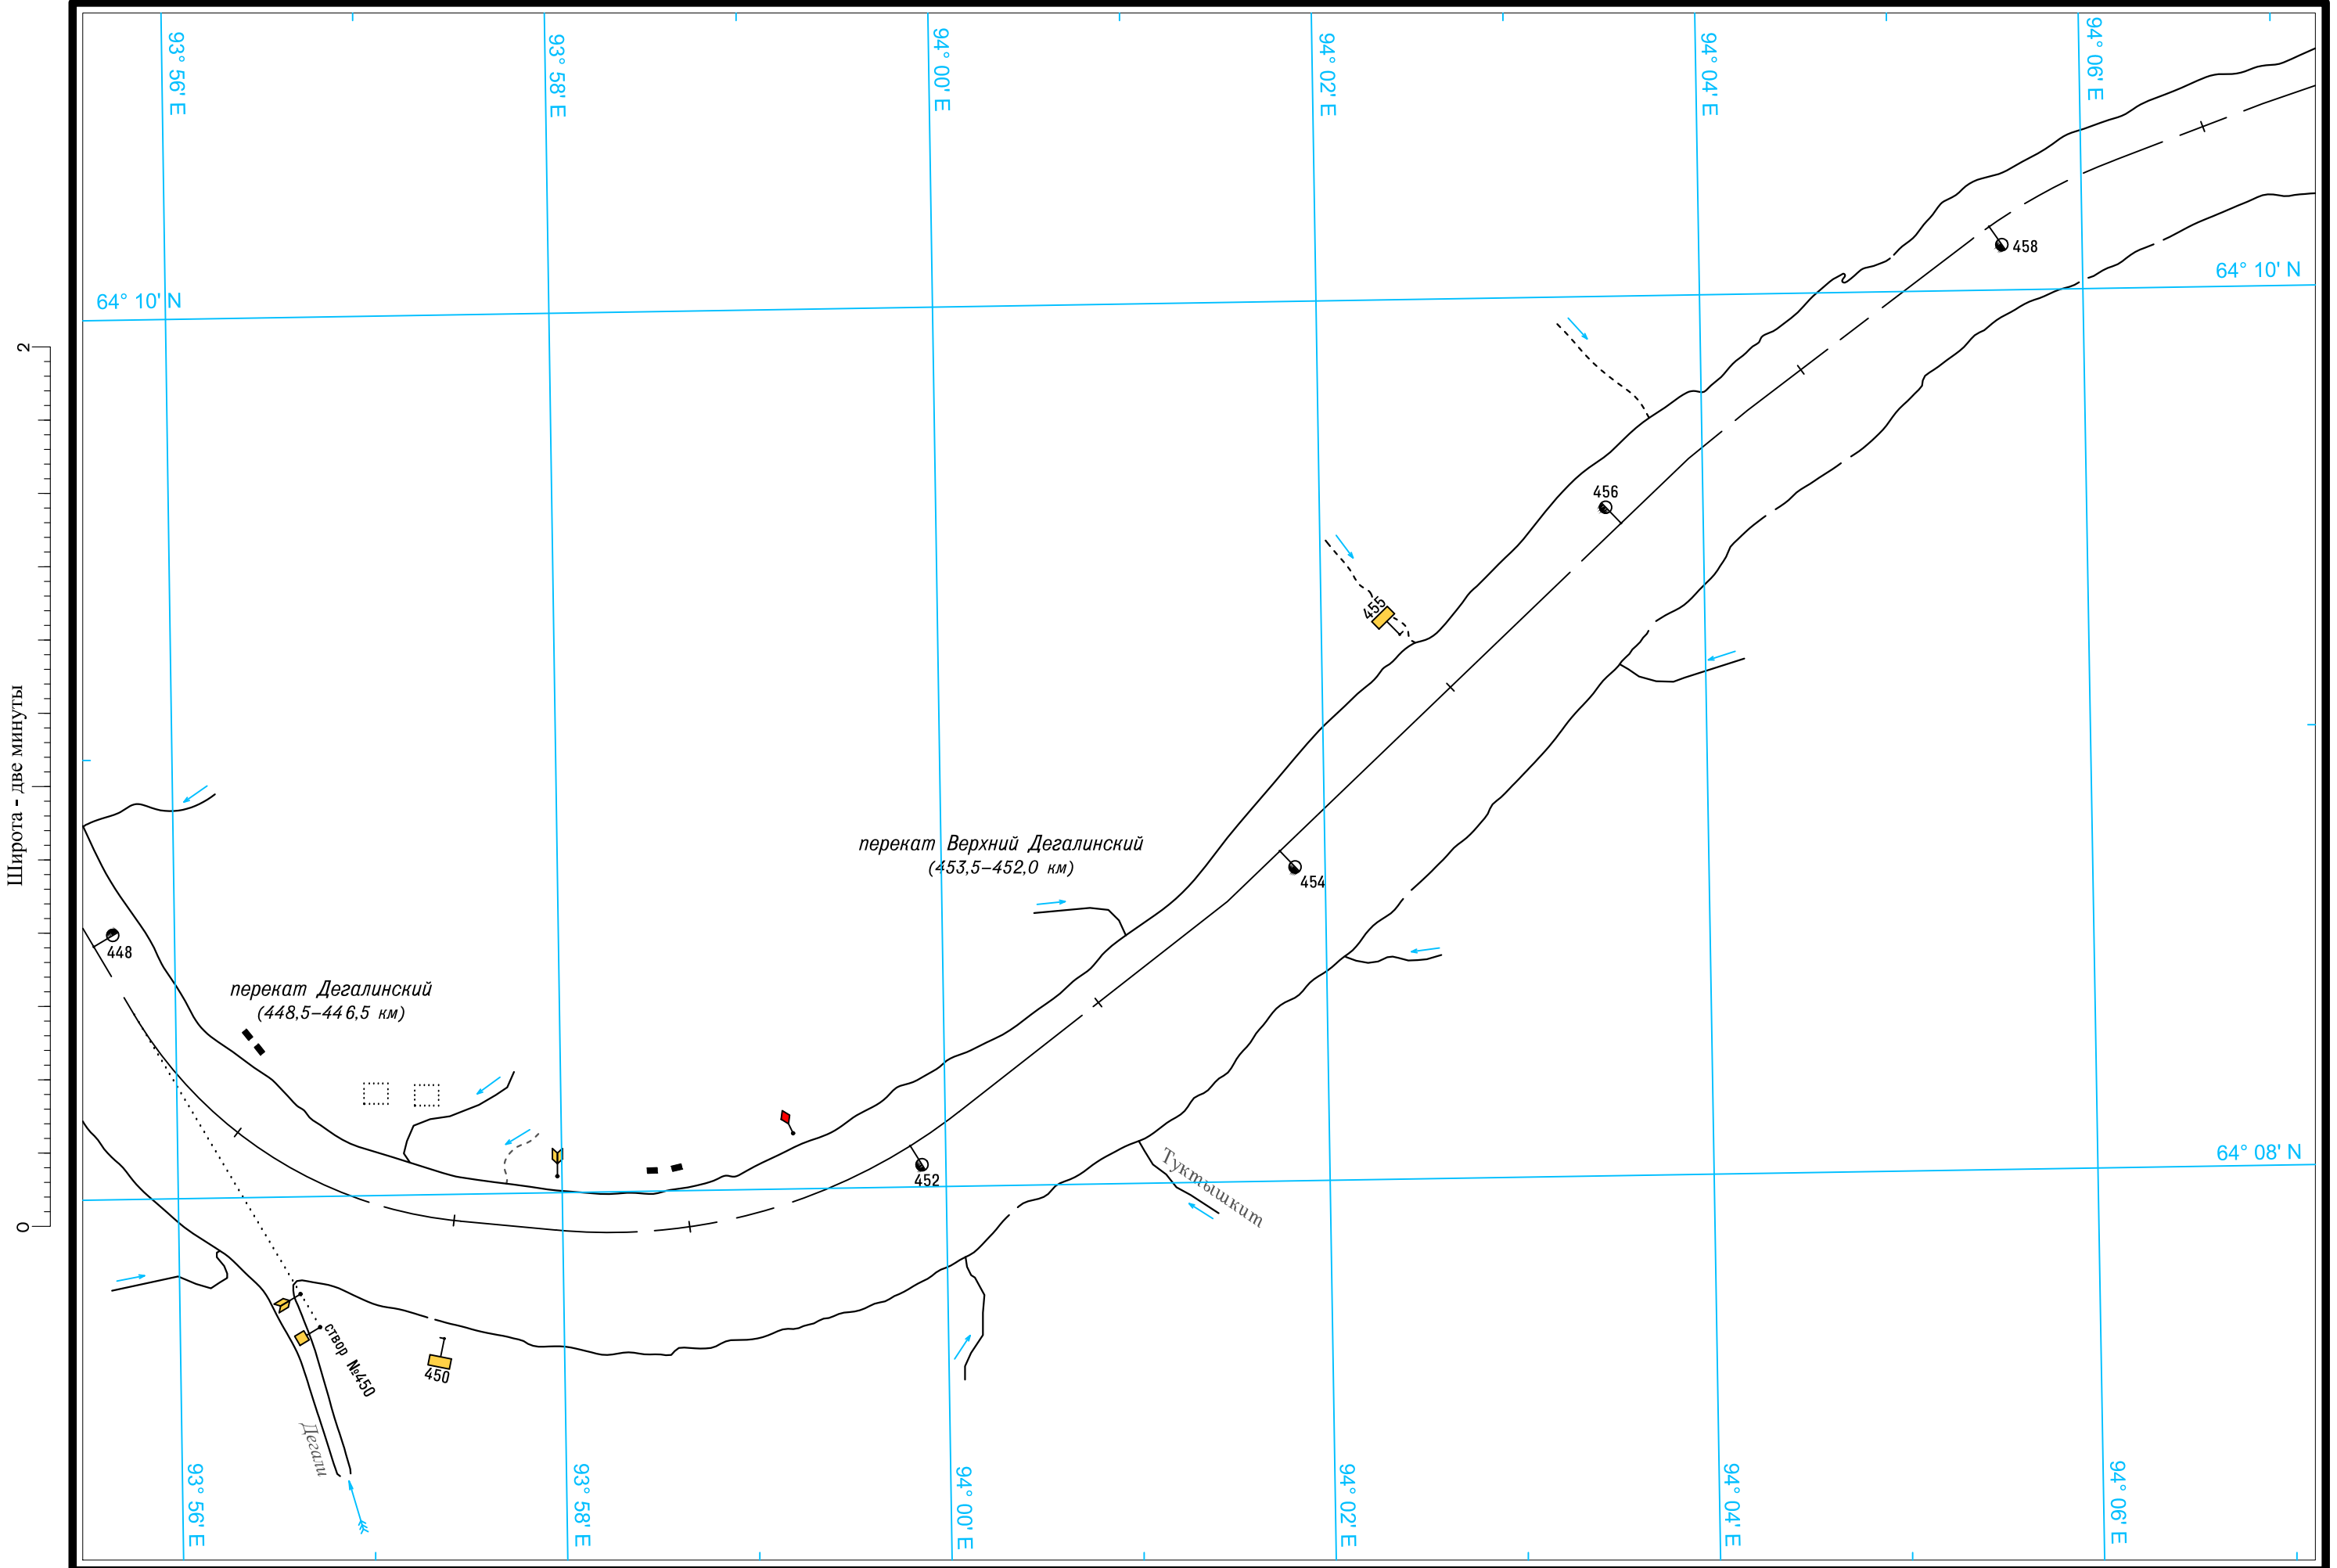 93° 56' E
93° 58' E
94° 00' E
94° 02' E
94° 04' E
94° 06' E
458
64° 10' N
64° 10' N
2
456
455
Широта - две минуты
перекат Верхний Дегалинский
(453,5–452,0 км)
454
448
перекат Дегалинский
(448,5–446,5 км)
64° 08' N
452
Туктышкит
0
створ №450
450
Дегали
93° 56' E
93° 58' E
94° 00' E
94° 02' E
94° 04' E
94° 06' E